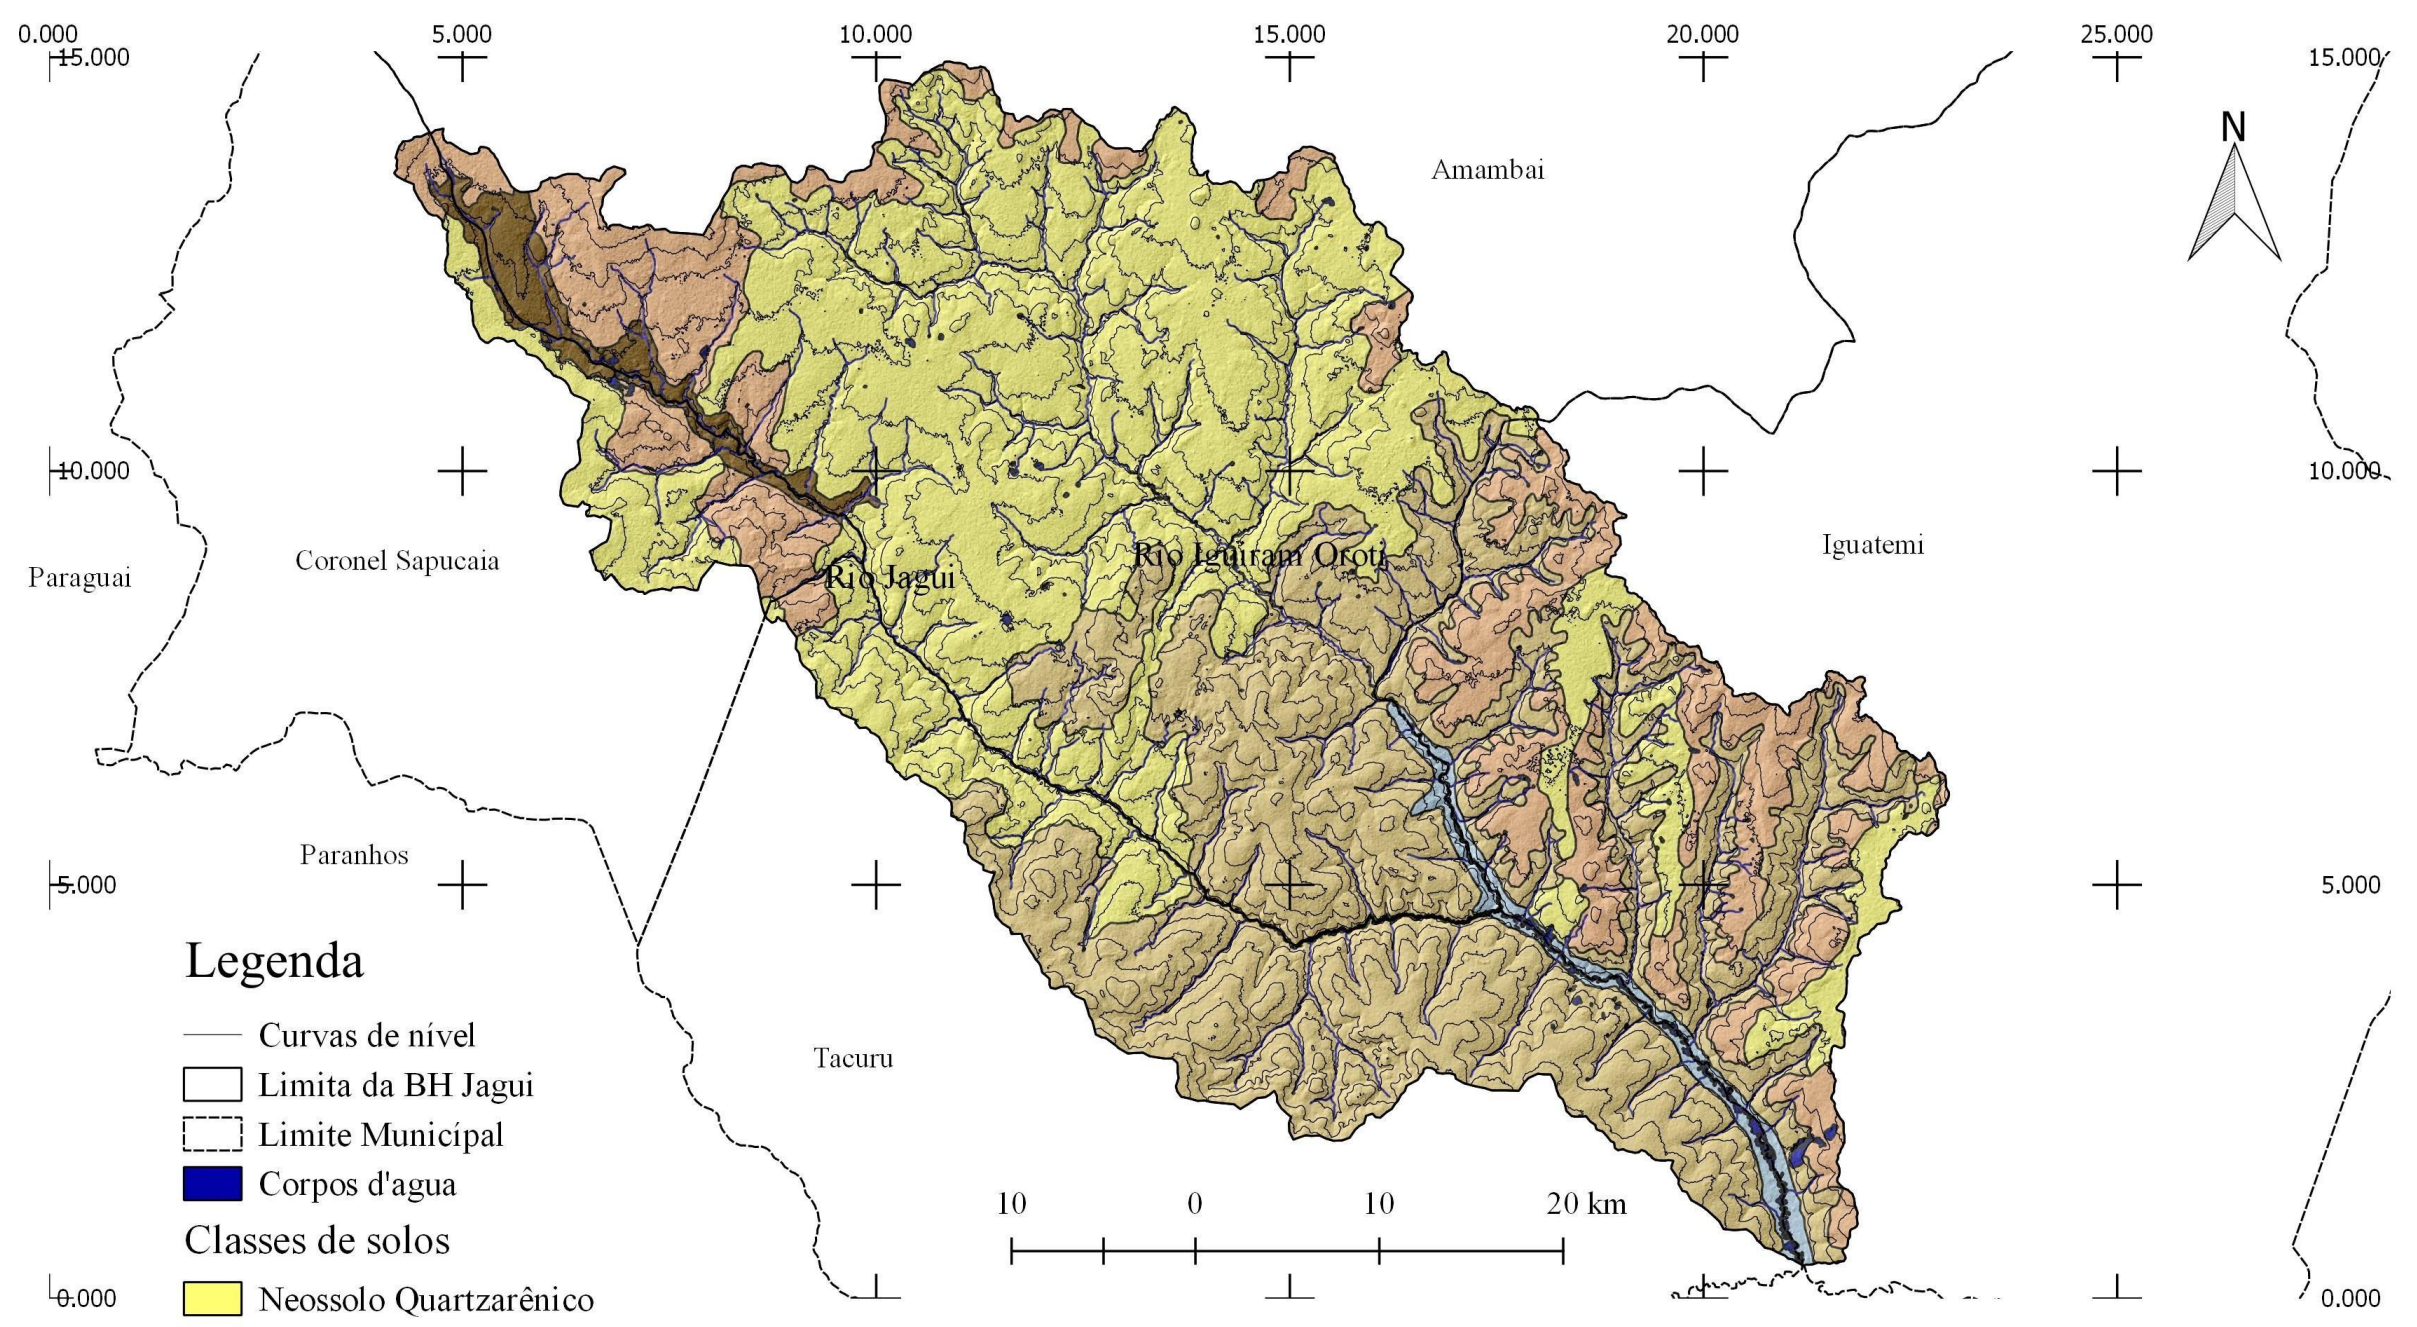 0.000 5.000 10.000 15.000 20.000 25.000
15.000 15.000
N
Amambai
10.000 10.000
Rio Iguiram Oroti
Iguatemi
Coronel Sapucaia
Paraguai
Rio Jagui
Paranhos
5.000 5.000
Legenda
Curvas de nível
Tacuru
Limita da BH Jagui
Limite Munícípal
Corpos d'agua
10 0 10 20 km
Classes de solos
Neossolo Quartzarênico
0.000 0.000